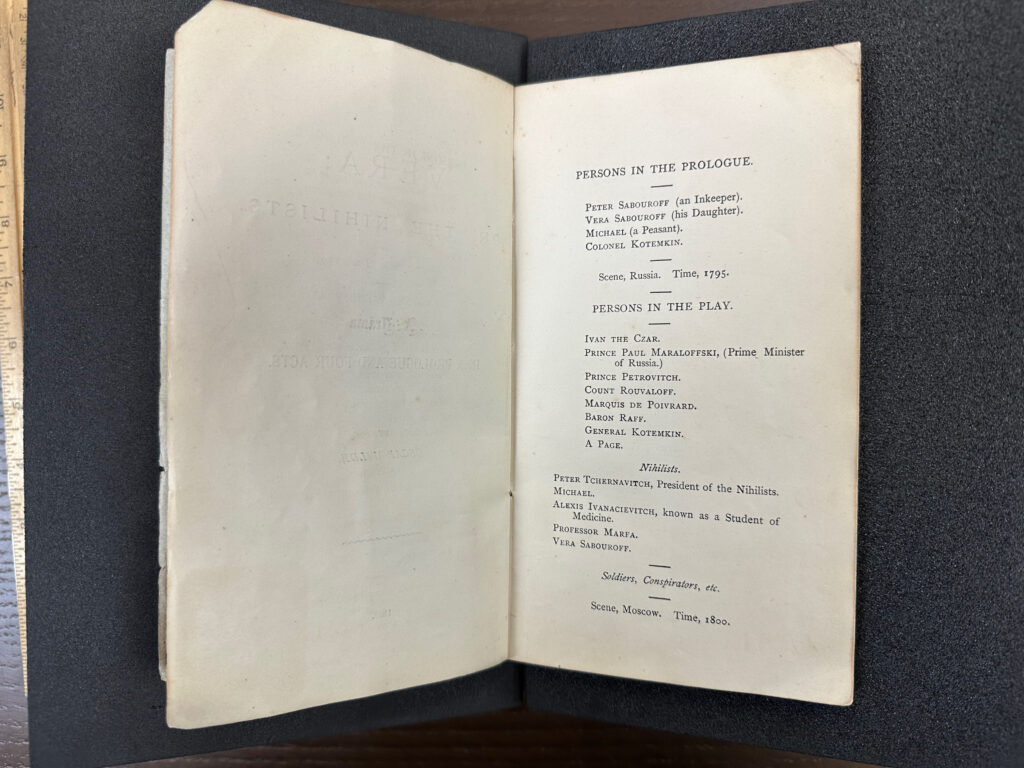 PERSONS IN THE PROLOGUE.
PETER SABOUROFF (an Inkeeper).
VERA SABOUROFF (his Daughter).
MICHAEL (a Peasant).
COLONEL KOTEMKIN.
Scene, Russia. Time, 1795.
PERSONS IN THE PLAY.
IVAN THE CZAR.
PRINCE PAUL MARALOFFSKI, (Prime Minister
of Russia.)
PRINCE PETROVITCH.
COUNT ROUVALOFF.
MARQUIS DE POIVRARD.
BARON RAFF.
GENERAL KOTEMKIN.
A PAGE.
Nihilists.
PETER TCHERNAVITCH, President of the Nihilists.
MICHAEL.
ALEXIS IVANACIEVITCH, known as a Student of
Medicine.
PROFESSOR MARFA.
VERA SABOUROFF.
Soldiers, Conspirators, etc.
Scene, Moscow. Time, 1800.